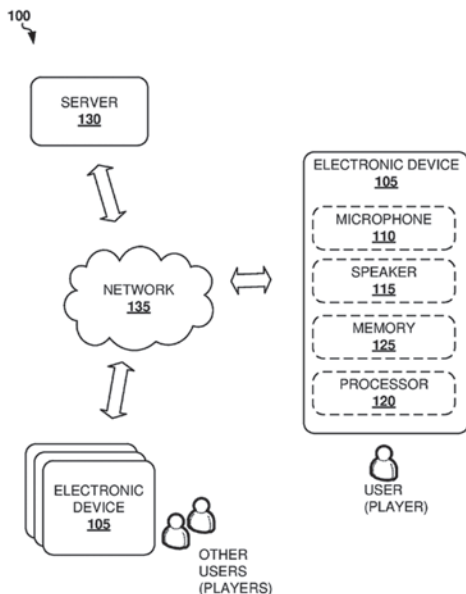 100
SERVER
130
ELECTRONIC DEVICE
105
MICROPHONE
110
SPEAKER
115
MEMORY
125
PROCESSOR
120
NETWORK
135
USER
(PLAYER)
ELECTRONIC
DEVICE
105
OTHER
USERS
(PLAYERS)